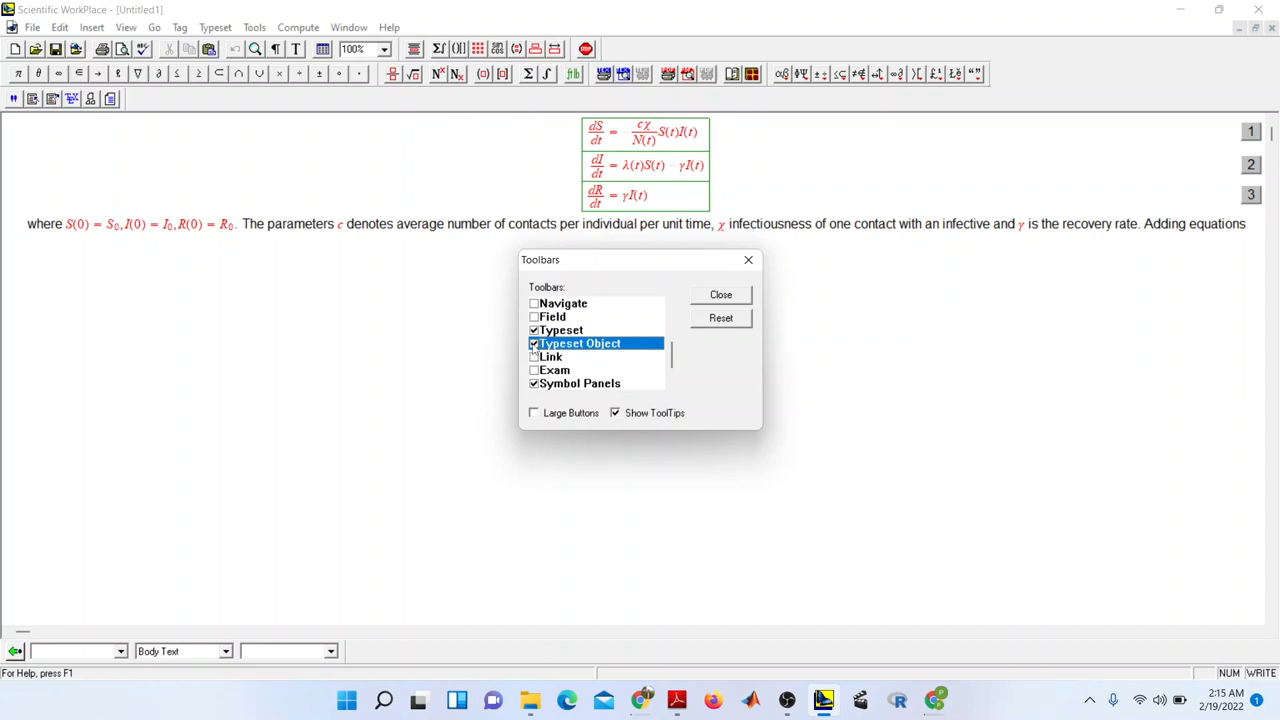 Scientific WorkPlace - [Untitled1]
File Edit Insert View Go Tag Typeset Tools Compute Window Help
100%
dS/dt = - cχ/N(t) S(t)I(t)
1
dI/dt = λ(t)S(t) − γI(t)
2
dR/dt = γI(t)
3
where S(0) = S₀, I(0) = I₀, R(0) = R₀. The parameters c denotes average number of contacts per individual per unit time, χ infectiousness of one contact with an infective and γ is the recovery rate. Adding equations
Toolbars
Toolbars:
Navigate
Field
Typeset
Typeset Object
Link
Exam
Symbol Panels
Close
Reset
Large Buttons Show ToolTips
Body Text
For Help, press F1
NUM WRITE
2:15 AM
2/19/2022